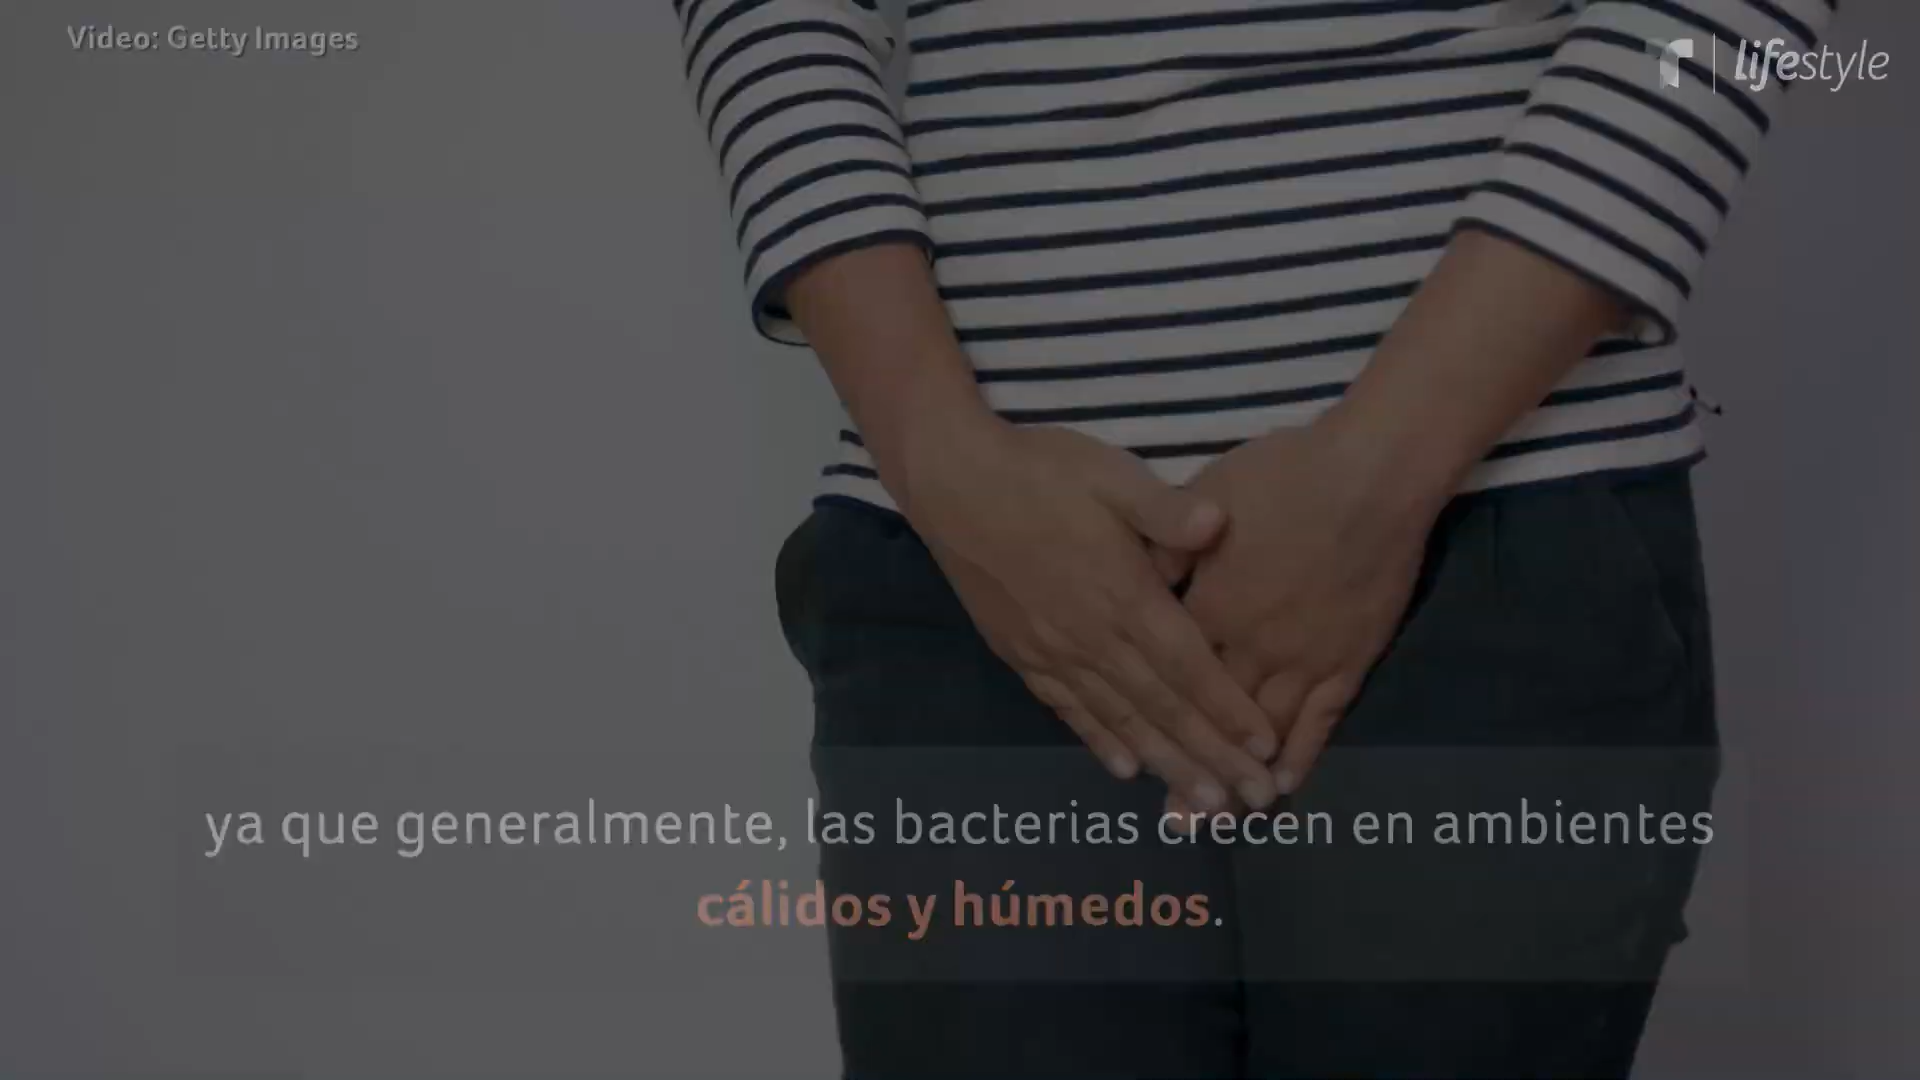 Video: Getty Images
lifestyle
ya que generalmente, las bacterias crecen en ambientes
cálidos y húmedos.